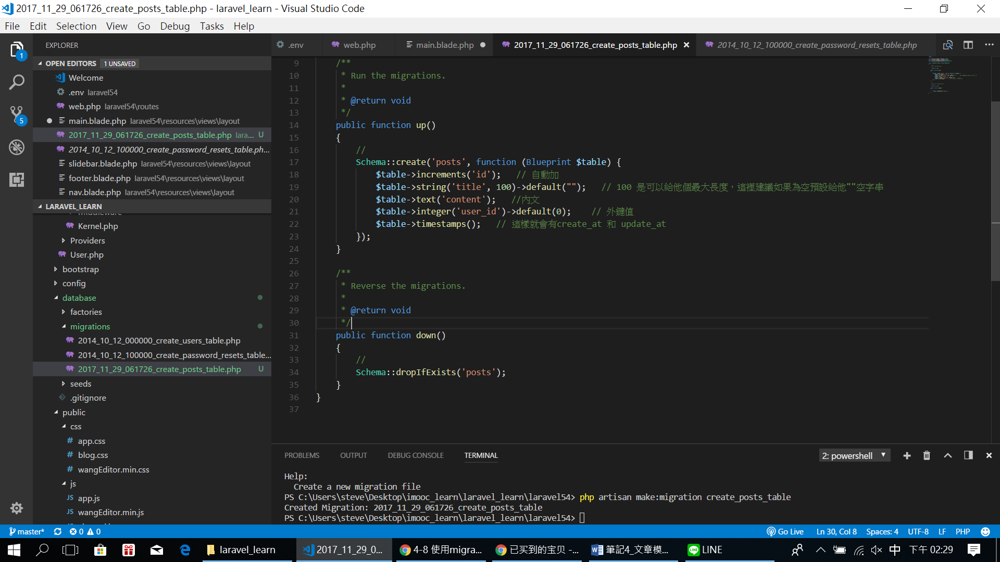 2017_11_29_061726_create_posts_table.php - laravel_learn - Visual Studio Code
File Edit Selection View Go Debug Tasks Help
EXPLORER
OPEN EDITORS 1 UNSAVED
Welcome
.env laravel54
web.php laravel54\routes
main.blade.php laravel54\resources\views\layout
2017_11_29_061726_create_posts_table.php lara... U
2014_10_12_100000_create_password_resets_table.ph...
slidebar.blade.php laravel54\resources\views\layout
footer.blade.php laravel54\resources\views\layout
nav.blade.php laravel54\resources\views\layout
LARAVEL_LEARN
Middleware
Kernel.php
Providers
User.php
bootstrap
config
database
factories
migrations
2014_10_12_000000_create_users_table.php
2014_10_12_100000_create_password_resets_table...
2017_11_29_061726_create_posts_table.php U
seeds
.gitignore
public
css
app.css
blog.css
wangEditor.min.css
js
app.js
wangEditor.min.js
1
5
.env web.php main.blade.php 2017_11_29_061726_create_posts_table.php 2014_10_12_100000_create_password_resets_table.php
9 /**
10 * Run the migrations.
11 *
12 * @return void
13 */
14 public function up()
15 {
16 //
17 Schema::create('posts', function (Blueprint $table) {
18 $table->increments('id'); // 自動加
19 $table->string('title', 100)->default(""); // 100 是可以給他個最大長度，這裡建議如果為空預設給他""空字串
20 $table->text('content'); //內文
21 $table->integer('user_id')->default(0); // 外鍵值
22 $table->timestamps(); // 這樣就會有create_at 和 update_at
23 });
24 }
25
26 /**
27 * Reverse the migrations.
28 *
29 * @return void
30 */
31 public function down()
32 {
33 //
34 Schema::dropIfExists('posts');
35 }
36 }
37
PROBLEMS OUTPUT DEBUG CONSOLE TERMINAL 2: powershell
Help:
Create a new migration file
PS C:\Users\steve\Desktop\imooc_learn\laravel_learn\laravel54> php artisan make:migration create_posts_table
Created Migration: 2017_11_29_061726_create_posts_table
PS C:\Users\steve\Desktop\imooc_learn\laravel_learn\laravel54>
master* 0 0 Go Live Ln 30, Col 8 Spaces: 4 UTF-8 LF PHP
laravel_learn 2017_11_29_0... 4-8 使用migra... 已买到的宝贝 -... 筆記4_文章模... LINE 中 下午 02:29